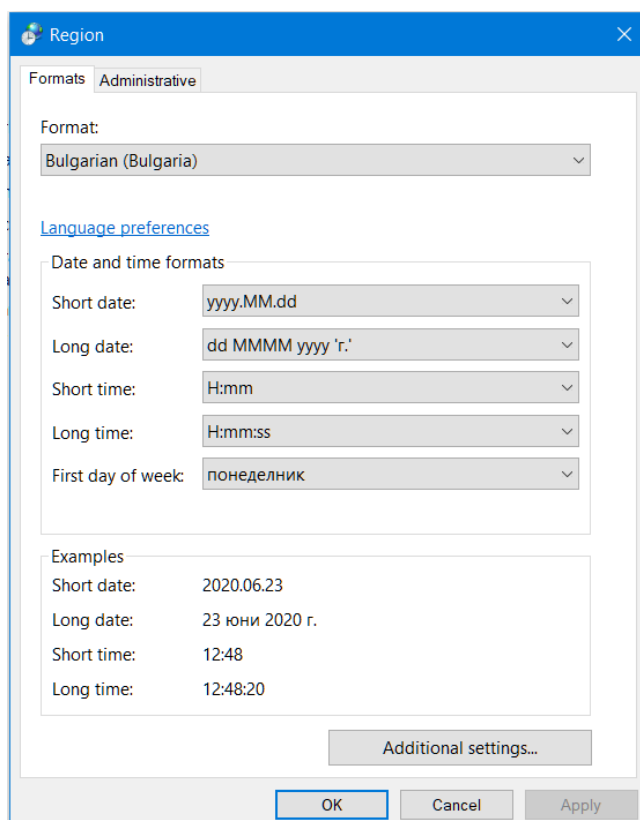 Region
Formats Administrative
Format:
Bulgarian (Bulgaria)
Language preferences
Date and time formats
Short date: yyyy.MM.dd
Long date: dd MMMM yyyy 'г.'
Short time: H:mm
Long time: H:mm:ss
First day of week: понеделник
Examples
Short date: 2020.06.23
Long date: 23 юни 2020 г.
Short time: 12:48
Long time: 12:48:20
Additional settings...
OK Cancel Apply